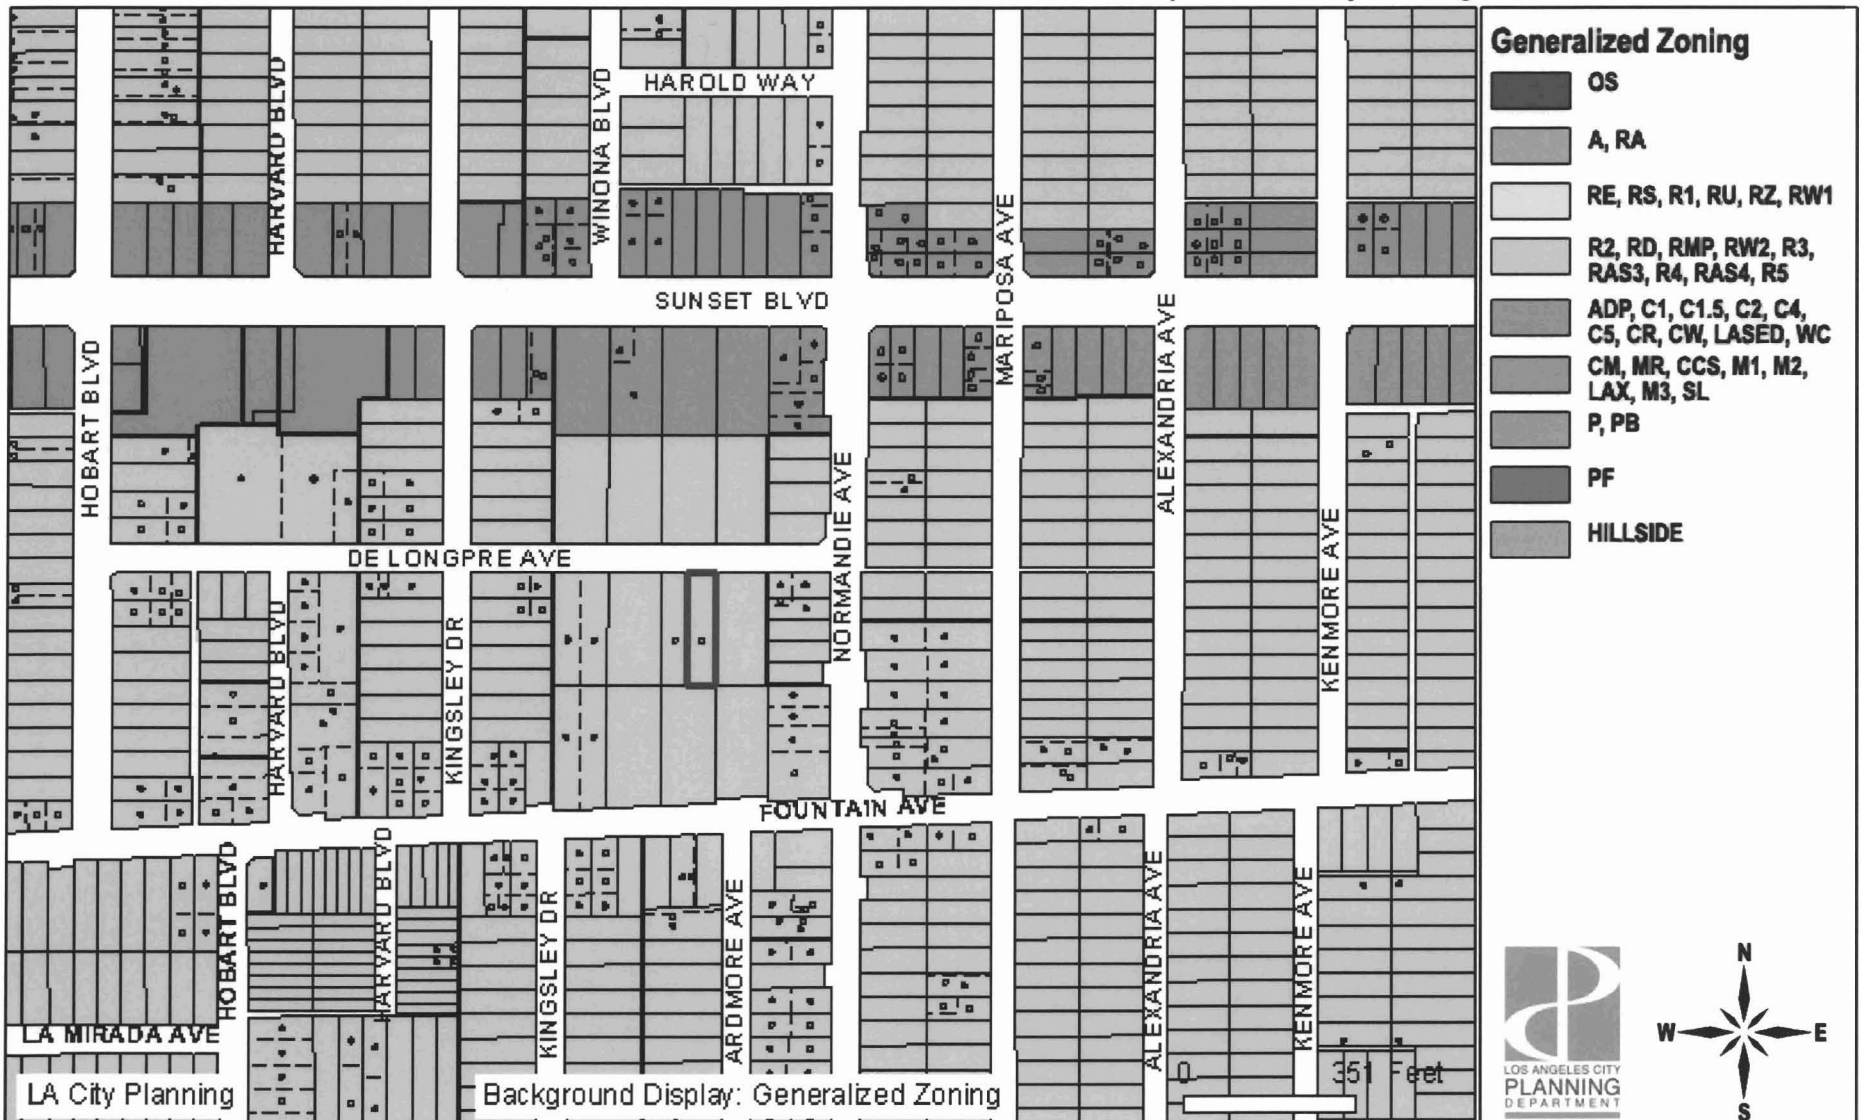 HAROLD WAY
HARVARD BLVD
WINONA BLVD
MARIPOSA AVE
SUNSET BLVD
HOBART BLVD
ALEXANDRIA AVE
NORMANDIE AVE
KENMORE AVE
DE LONGPRE AVE
HARVARD BLVD
KINGSLEY DR
FOUNTAIN AVE
HOBART BLVD
HARVARD BLVD
KINGSLEY DR
ARDMORE AVE
ALEXANDRIA AVE
KENMORE AVE
LA MIRADA AVE
LA City Planning
Background Display: Generalized Zoning
0 351 Feet
Generalized Zoning
OS
A, RA
RE, RS, R1, RU, RZ, RW1
R2, RD, RMP, RW2, R3,
RAS3, R4, RAS4, R5
ADP, C1, C1.5, C2, C4,
C5, CR, CW, LASED, WC
CM, MR, CCS, M1, M2,
LAX, M3, SL
P, PB
PF
HILLSIDE
LOS ANGELES CITY
PLANNING
DEPARTMENT
N
W E
S